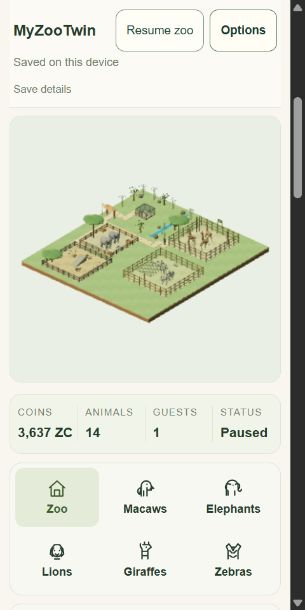 MyZooTwin
Resume zoo
Options
Saved on this device
Save details
COINS ANIMALS GUESTS STATUS
3,637 ZC 14 1 Paused
Zoo Macaws Elephants
Lions Giraffes Zebras